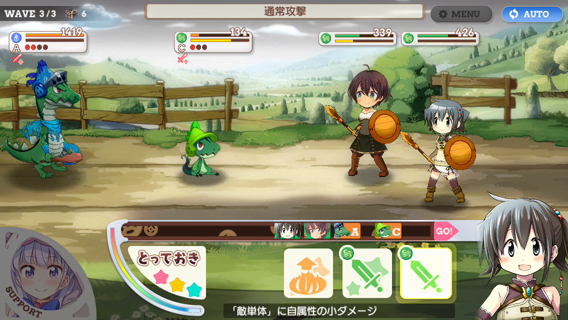 WAVE 3/3 6
通常攻撃
MENU
AUTO
1419
A
134
C
339
426
A C GO!
SUPPORT
とっておき
「敵単体」に自属性の小ダメージ